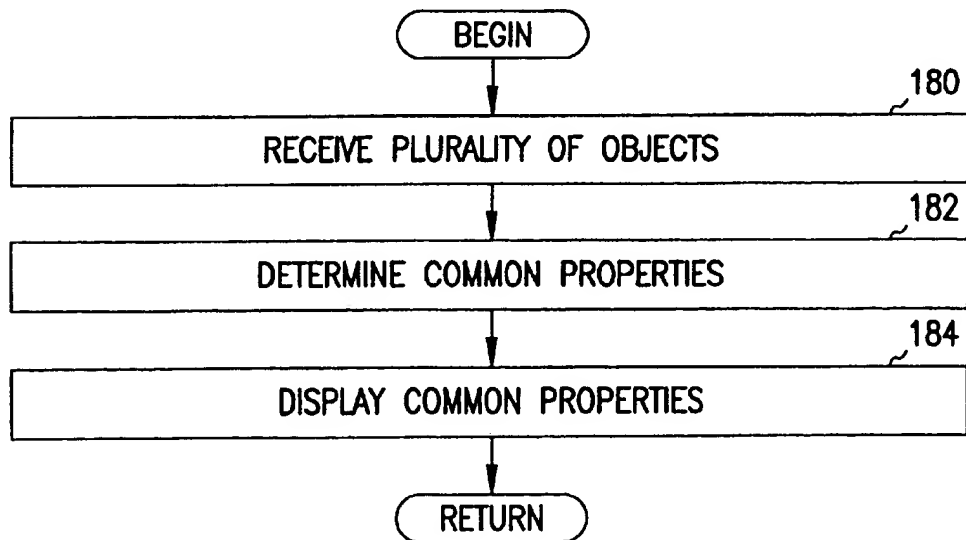 BEGIN
180
RECEIVE PLURALITY OF OBJECTS
182
DETERMINE COMMON PROPERTIES
184
DISPLAY COMMON PROPERTIES
RETURN